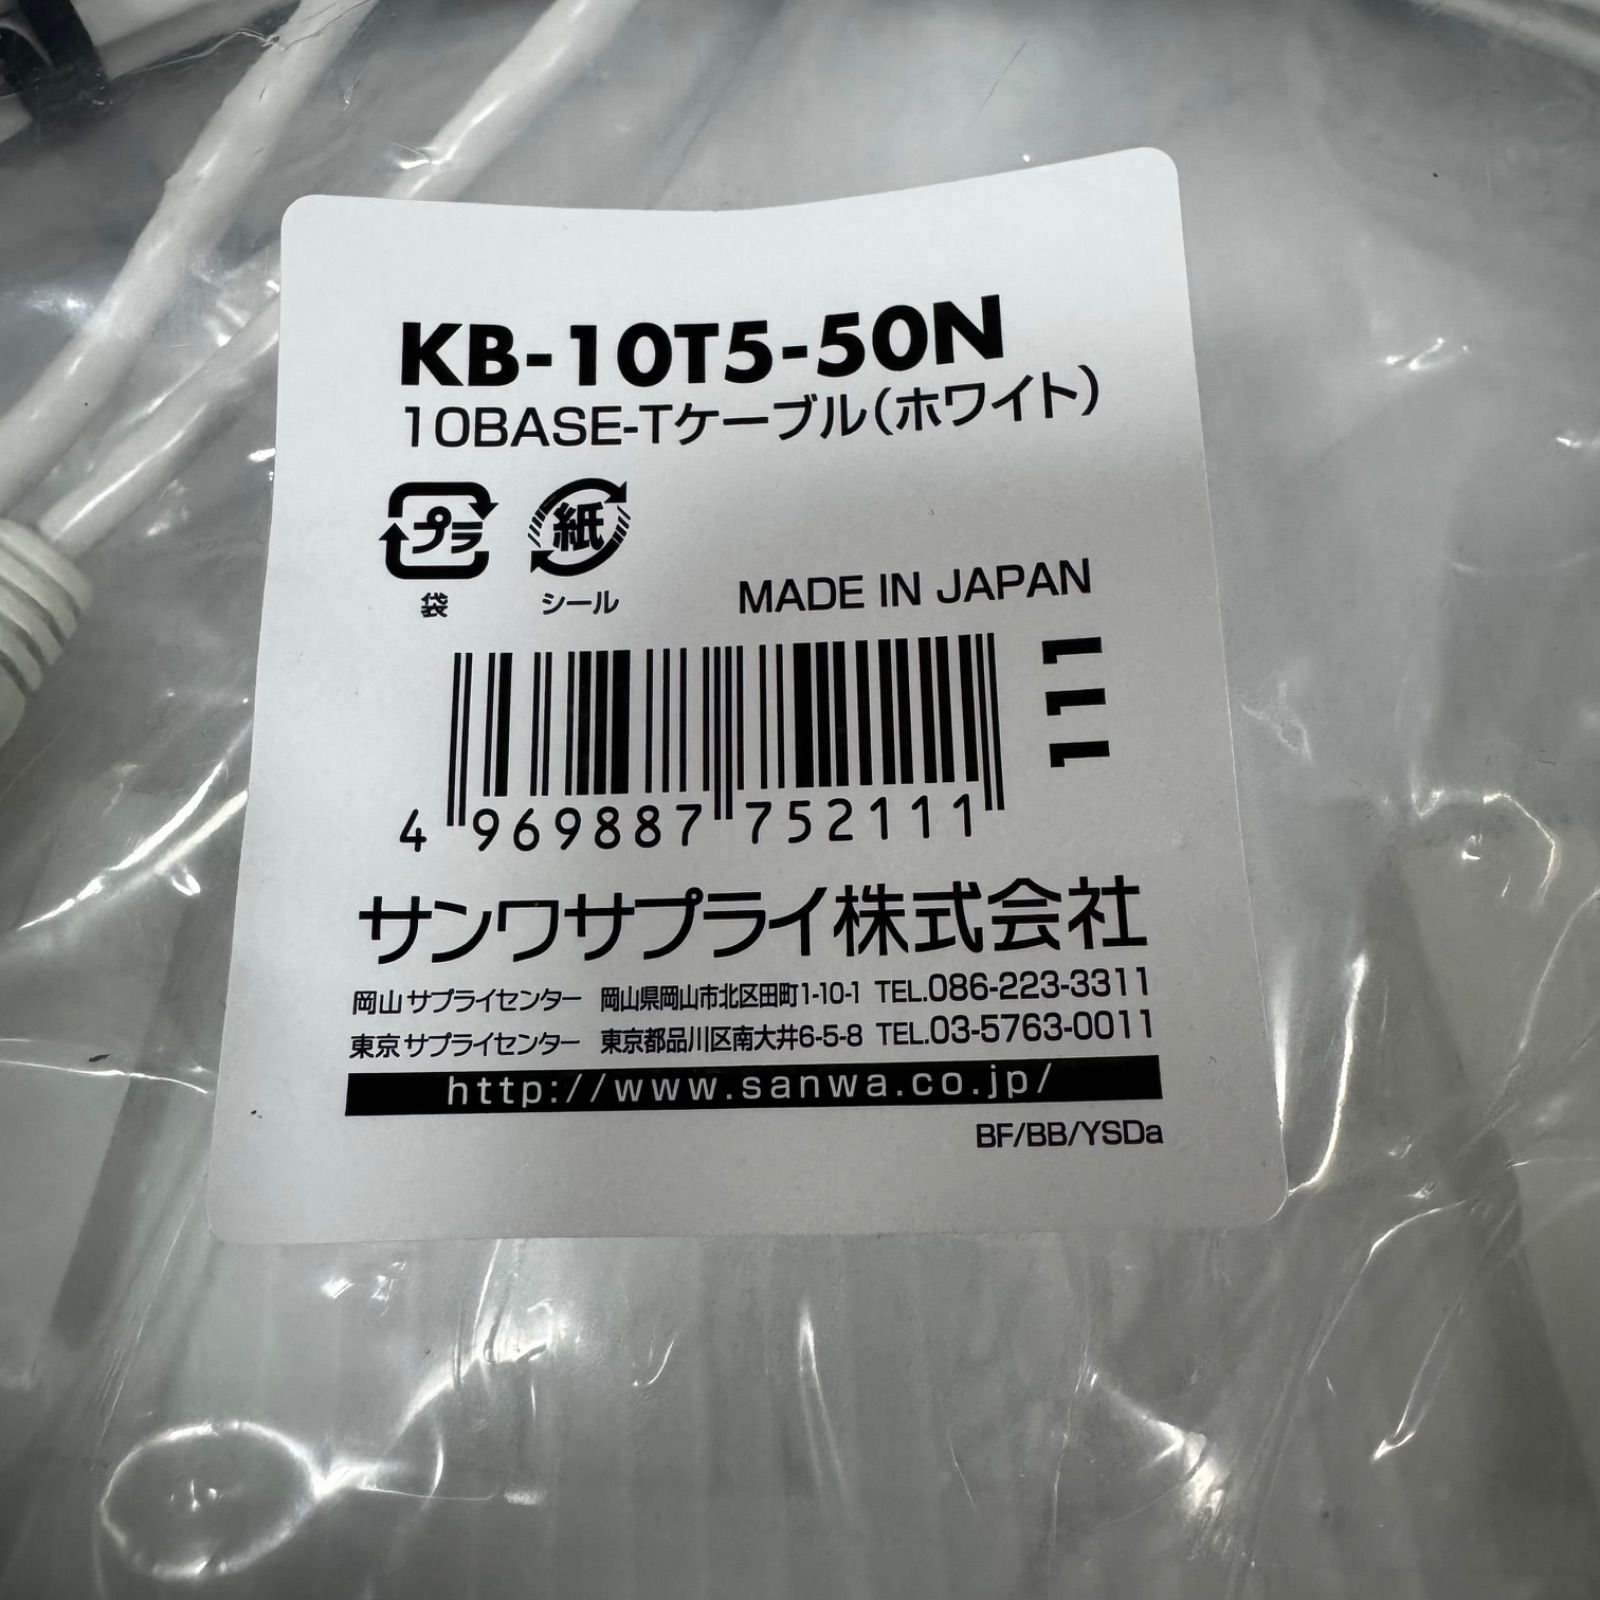 KB-10T5-50N
10BASE-Tケーブル(ホワイト)
プラ 紙
袋 シール
MADE IN JAPAN
111
4 969887 752111
サンワサプライ株式会社
岡山サプライセンター 岡山県岡山市北区田町1-10-1 TEL.086-223-3311
東京サプライセンター 東京都品川区南大井6-5-8 TEL.03-5763-0011
http://www.sanwa.co.jp/
BF/BB/YSDa